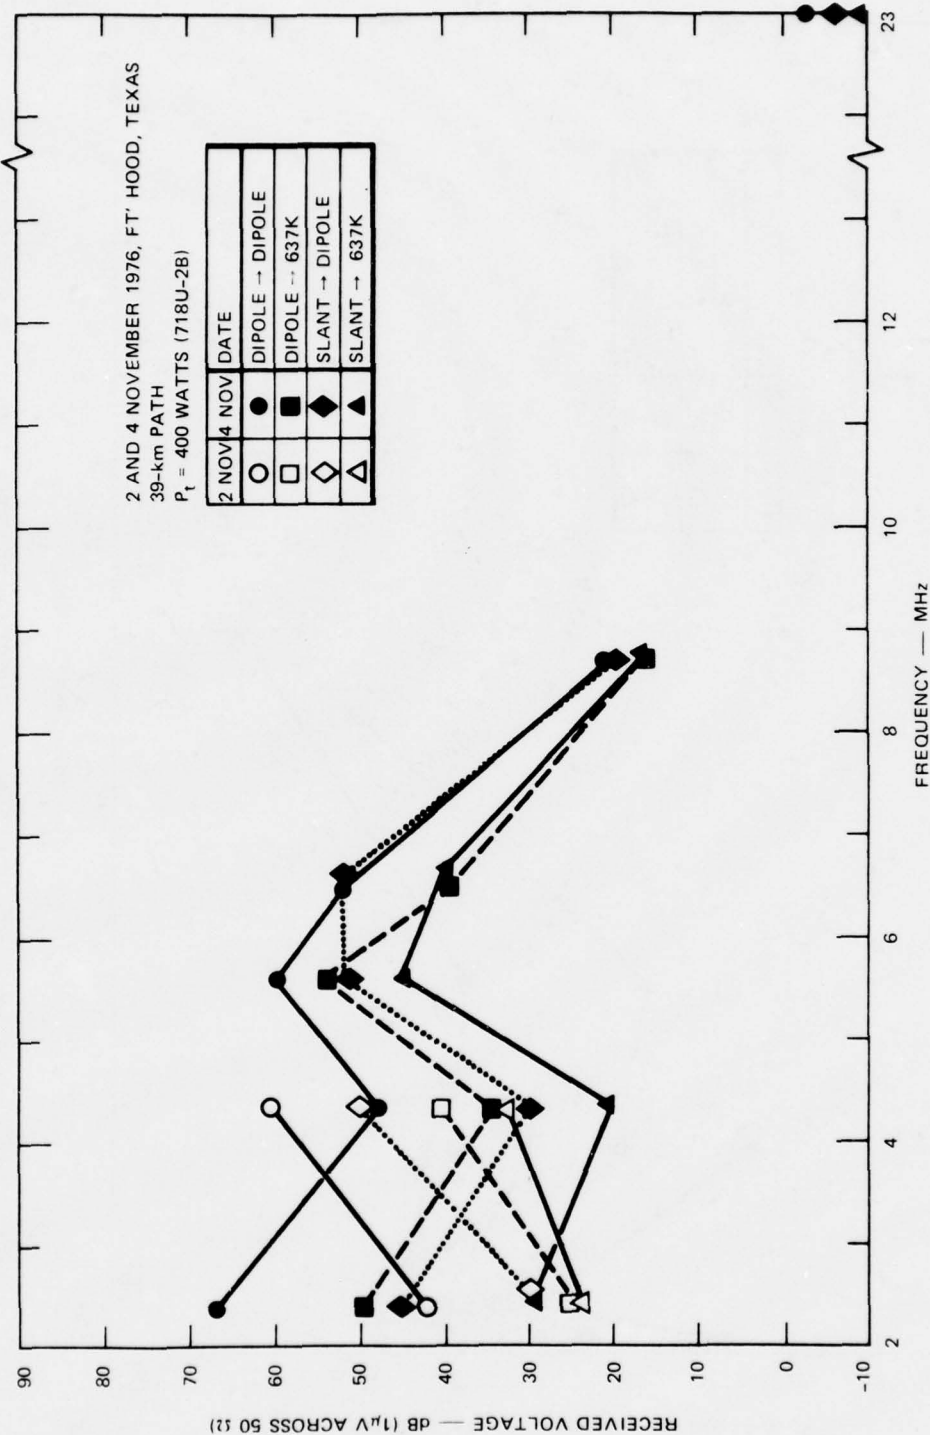 2 AND 4 NOVEMBER 1976, FT' HOOD, TEXAS
39-km PATH
Pt = 400 WATTS (718U-2B)
2 NOV 4 NOV DATE
DIPOLE → DIPOLE
DIPOLE → 637K
SLANT → DIPOLE
SLANT → 637K
RECEIVED VOLTAGE — dB (1μV ACROSS 50 Ω)
90
80
70
60
50
40
30
20
10
0
-10
2
4
6
8
10
12
23
FREQUENCY — MHz